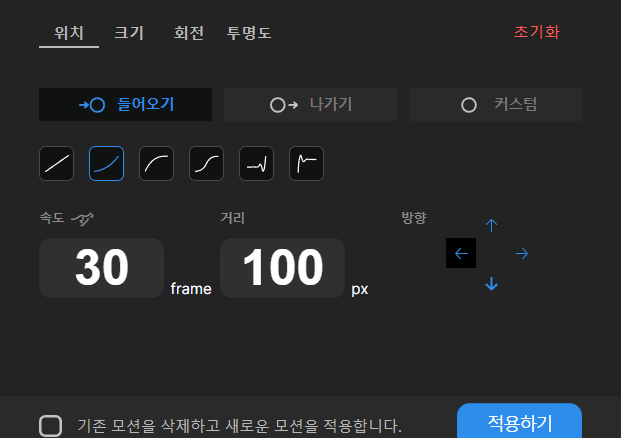 위치 크기 회전 투명도 초기화
들어오기 나가기 커스텀
속도 거리 방향
30 frame 100 px
기존 모션을 삭제하고 새로운 모션을 적용합니다. 적용하기